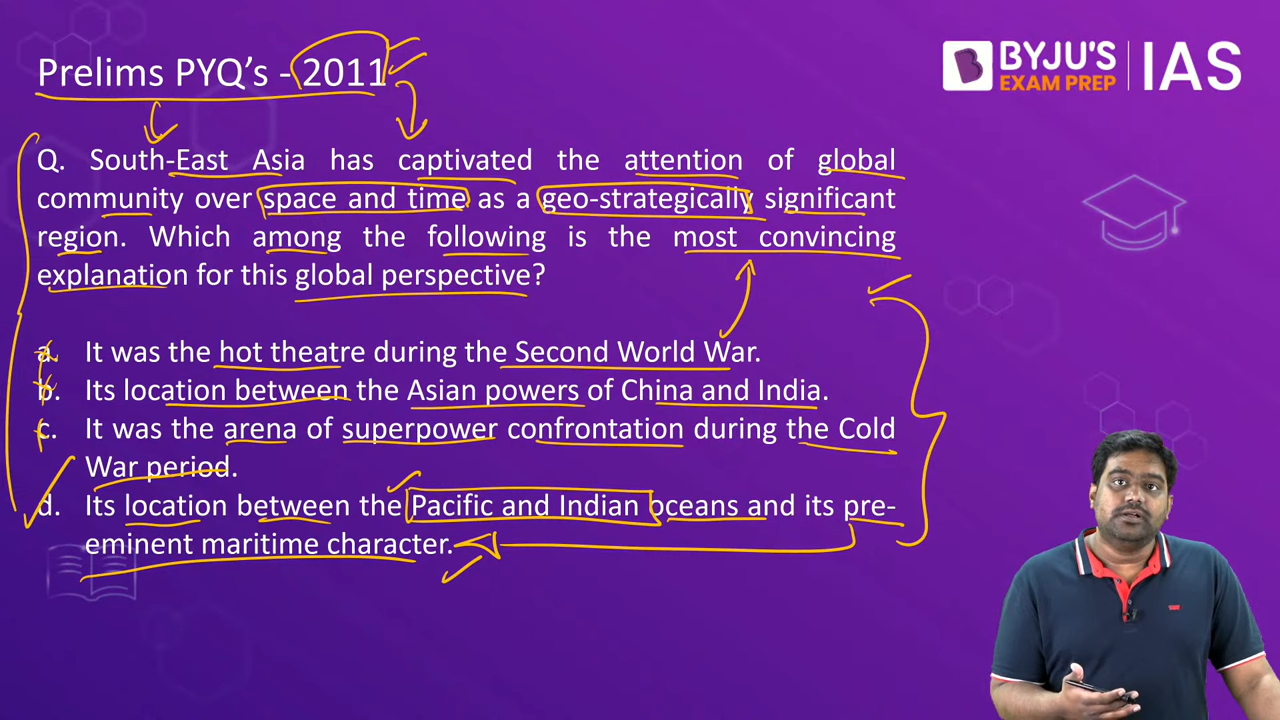 Prelims PYQ's - 2011
BYJU'S
EXAM PREP
IAS
Q. South-East Asia has captivated the attention of global
community over space and time as a geo-strategically significant
region. Which among the following is the most convincing
explanation for this global perspective?
a. It was the hot theatre during the Second World War.
b. Its location between the Asian powers of China and India.
c. It was the arena of superpower confrontation during the Cold
War period.
d. Its location between the Pacific and Indian oceans and its pre-
eminent maritime character.